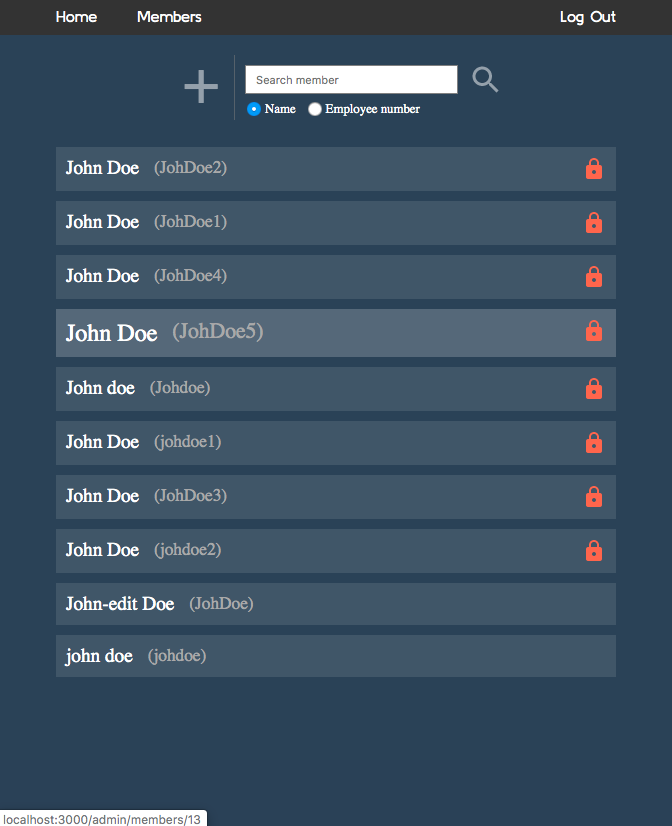 Home Members Log Out
Search member
Name Employee number
John Doe (JohDoe2)
John Doe (JohDoe1)
John Doe (JohDoe4)
John Doe (JohDoe5)
John doe (Johdoe)
John Doe (johdoe1)
John Doe (JohDoe3)
John Doe (johdoe2)
John-edit Doe (JohDoe)
john doe (johdoe)
localhost:3000/admin/members/13